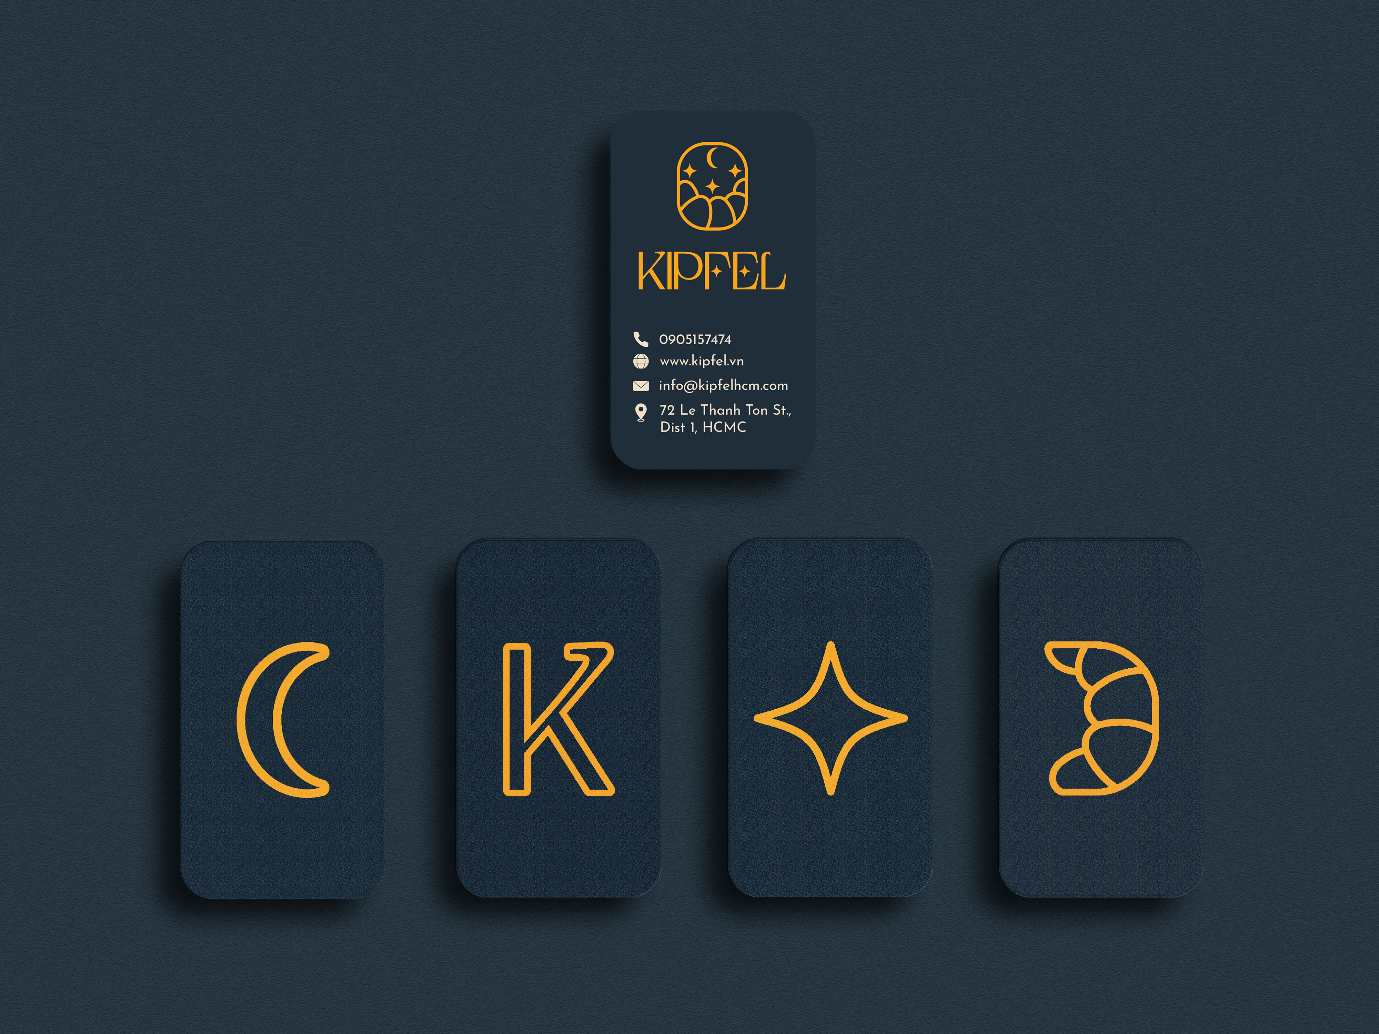 KIPFEL
0905157474
www.kipfel.vn
info@kipfelhcm.com
72 Le Thanh Ton St.,
Dist 1, HCMC
K